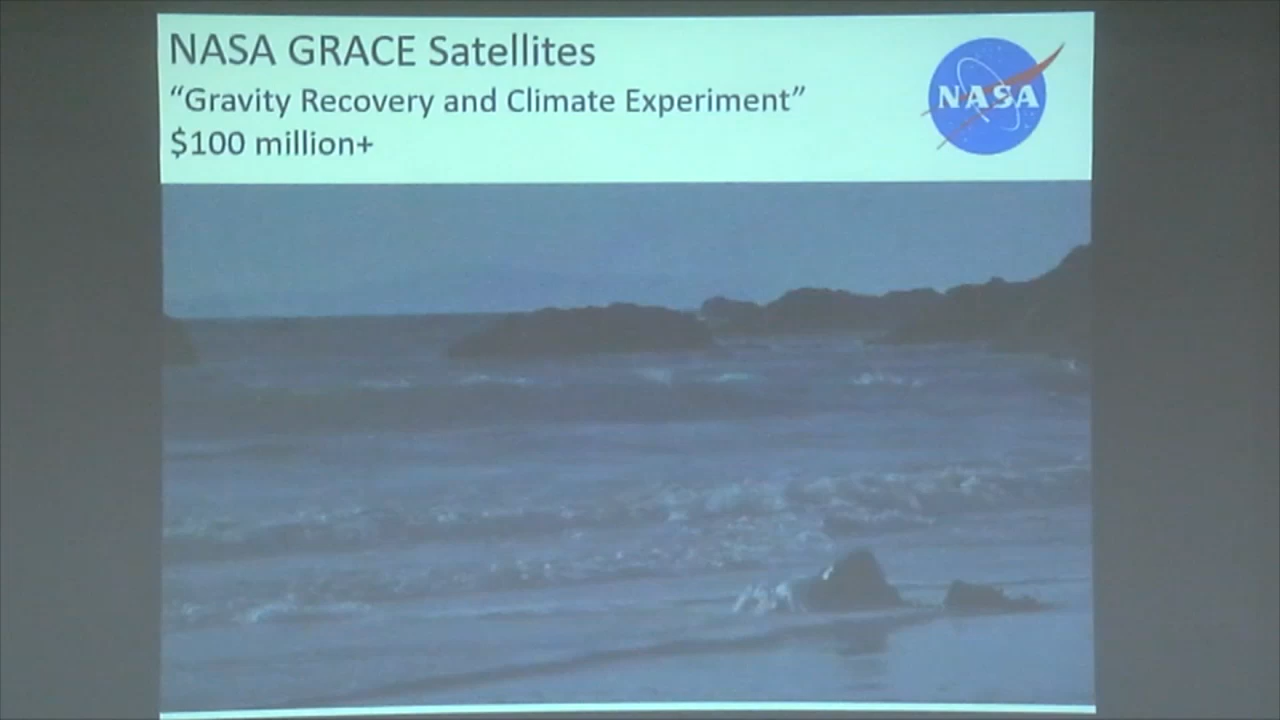 NASA GRACE Satellites
“Gravity Recovery and Climate Experiment”
$100 million+
NASA